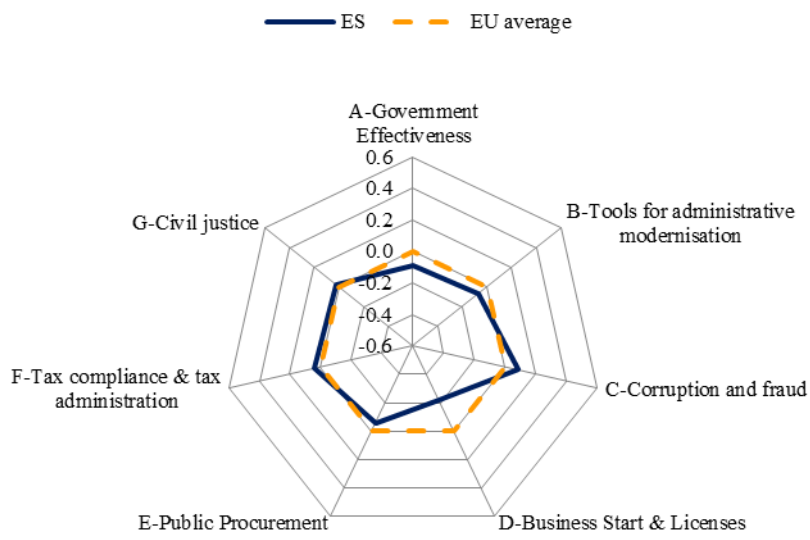 ES
EU average
A-Government
Effectiveness
0.6
0.4
0.2
0.0
-0.2
-0.4
-0.6
B-Tools for administrative
modernisation
C-Corruption and fraud
D-Business Start & Licenses
E-Public Procurement
F-Tax compliance & tax
administration
G-Civil justice